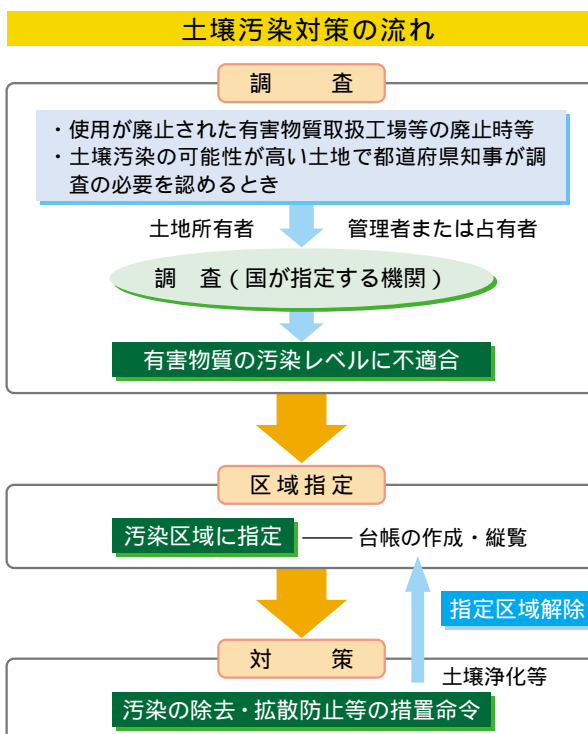 土壌汚染対策の流れ
調　査
・使用が廃止された有害物質取扱工場等の廃止時等
・土壌汚染の可能性が高い土地で都道府県知事が調
査の必要を認めるとき
土地所有者　管理者または占有者
調　査（国が指定する機関）
有害物質の汚染レベルに不適合
区域指定
汚染区域に指定　台帳の作成・縦覧
指定区域解除
対　策
土壌浄化等
汚染の除去・拡散防止等の措置命令